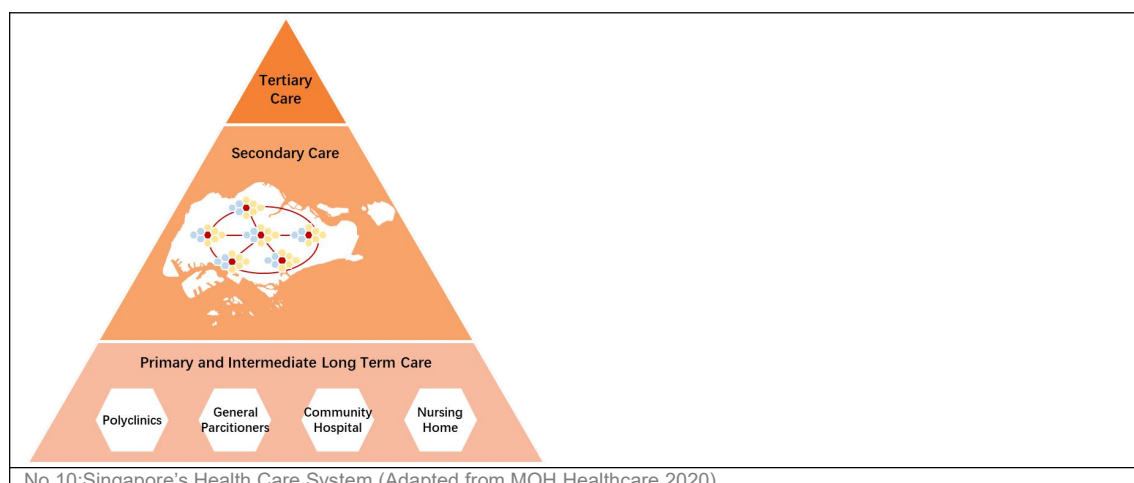 Tertiary
Care
Secondary Care
Primary and Intermediate Long Term Care
Polyclinics
General
Parcitioners
Community
Hospital
Nursing
Home
No.10:Singapore's Health Care System (Adapted from MOH Healthcare 2020)